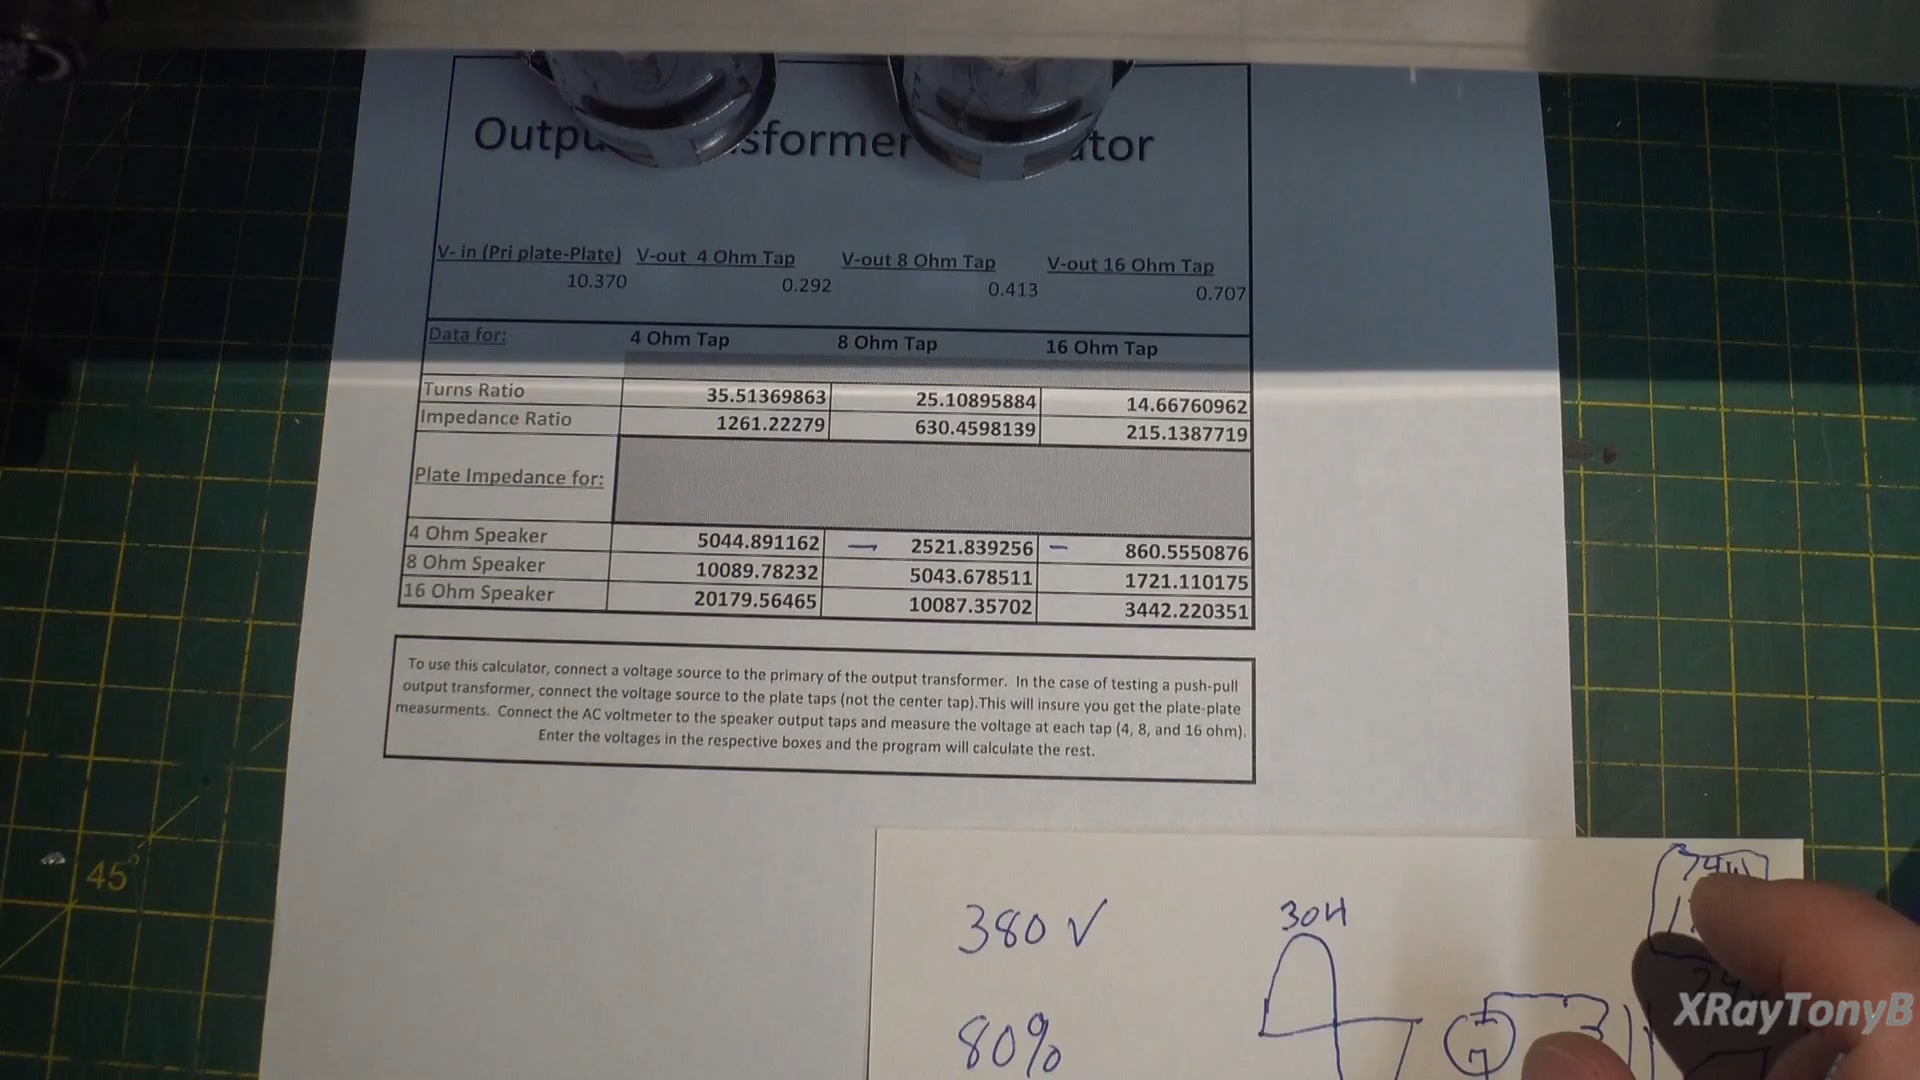 Outpu sformer ator
V- in (Pri plate-Plate) V-out 4 Ohm Tap V-out 8 Ohm Tap V-out 16 Ohm Tap
10.370 0.292 0.413 0.707
Data for: 4 Ohm Tap 8 Ohm Tap 16 Ohm Tap
Turns Ratio 35.51369863 25.10895884 14.66760962
Impedance Ratio 1261.22279 630.4598139 215.1387719
Plate Impedance for:
4 Ohm Speaker 5044.891162 — 2521.839256 – 860.5550876
8 Ohm Speaker 10089.78232 5043.678511 1721.110175
16 Ohm Speaker 20179.56465 10087.35702 3442.220351
To use this calculator, connect a voltage source to the primary of the output transformer. In the case of testing a push-pull
output transformer, connect the voltage source to the plate taps (not the center tap).This will insure you get the plate-plate
measurments. Connect the AC voltmeter to the speaker output taps and measure the voltage at each tap (4, 8, and 16 ohm).
Enter the voltages in the respective boxes and the program will calculate the rest.
45°
380 V
80%
XRayTonyB